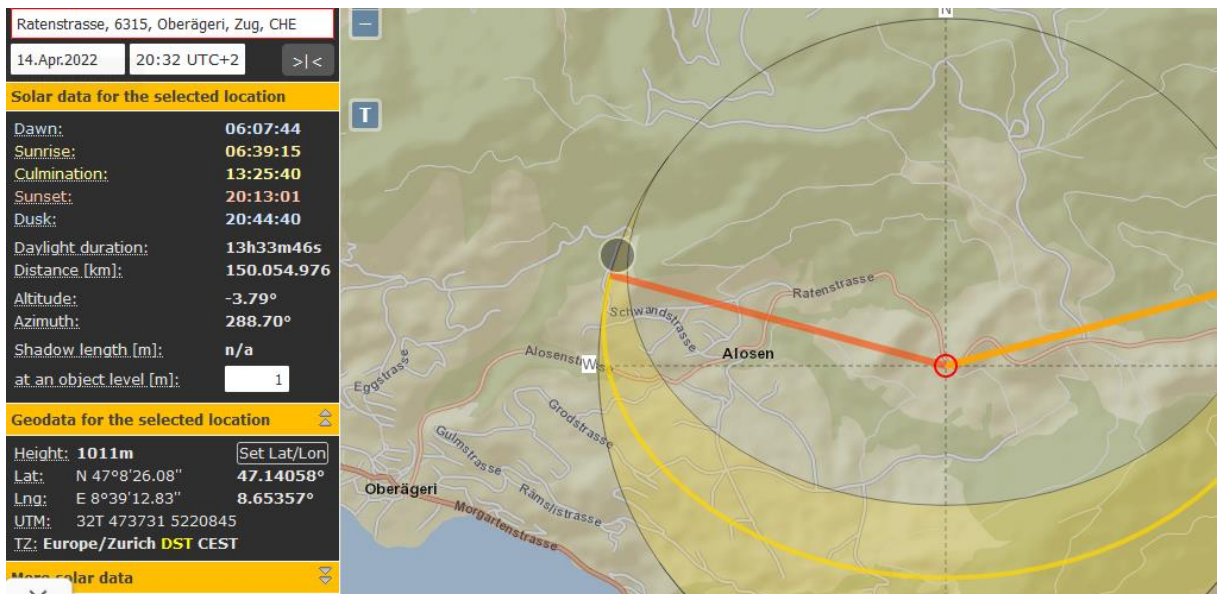 Ratenstrasse, 6315, Oberägeri, Zug, CHE
14.Apr.2022 20:32 UTC+2 >|<
Solar data for the selected location
Dawn: 06:07:44
Sunrise: 06:39:15
Culmination: 13:25:40
Sunset: 20:13:01
Dusk: 20:44:40
Daylight duration: 13h33m46s
Distance [km]: 150.054.976
Altitude: -3.79°
Azimuth: 288.70°
Shadow length [m]: n/a
at an object level [m]: 1
Geodata for the selected location
Height: 1011m Set Lat/Lon
Lat: N 47°8'26.08'' 47.14058°
Lng: E 8°39'12.83'' 8.65357°
UTM: 32T 473731 5220845
TZ: Europe/Zurich DST CEST
solar data
−
T
N
W
Ratenstrasse
Schwandstrasse
Alosen
Eggstrasse
Grodstrasse
Gulmstrasse
Oberägeri
Morgartenstrasse